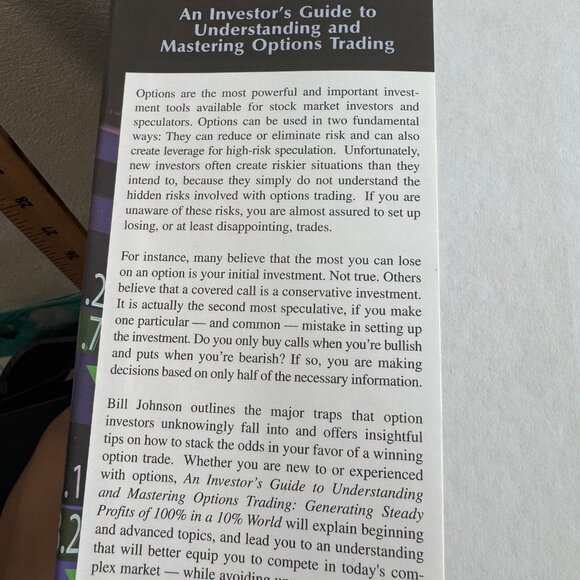 An Investor's Guide to
Understanding and
Mastering Options Trading
Options are the most powerful and important invest-
ment tools available for stock market investors and
speculators. Options can be used in two fundamental
ways: They can reduce or eliminate risk and can also
create leverage for high-risk speculation. Unfortunately,
new investors often create riskier situations than they
intend to, because they simply do not understand the
hidden risks involved with options trading. If you are
unaware of these risks, you are almost assured to set up
losing, or at least disappointing, trades.
For instance, many believe that the most you can lose
on an option is your initial investment. Not true. Others
believe that a covered call is a conservative investment.
It is actually the second most speculative, if you make
one particular — and common — mistake in setting up
the investment. Do you only buy calls when you're bullish
and puts when you're bearish? If so, you are making
decisions based on only half of the necessary information.
Bill Johnson outlines the major traps that option
investors unknowingly fall into and offers insightful
tips on how to stack the odds in your favor of a winning
option trade. Whether you are new to or experienced
with options, An Investor's Guide to Understanding
and Mastering Options Trading: Generating Steady
Profits of 100% in a 10% World will explain beginning
and advanced topics, and lead you to an understanding
that will better equip you to compete in today's com-
plex market — while avoiding
.2
.7
.1
.2